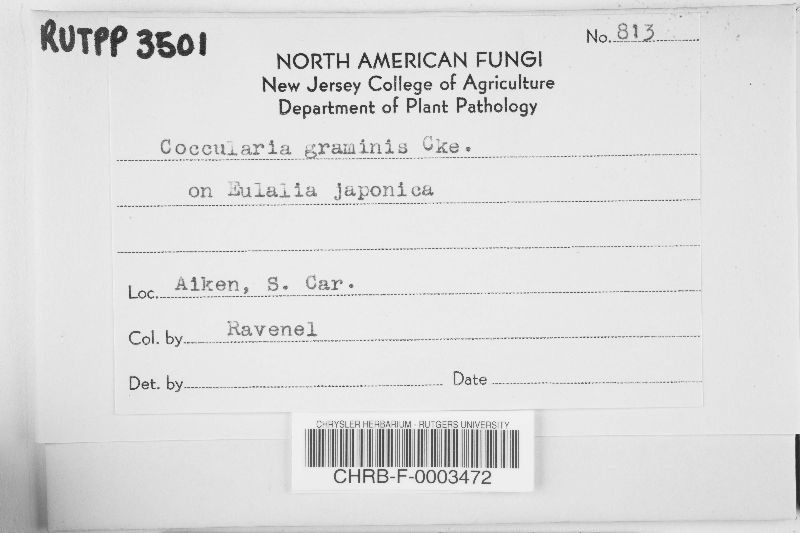 RUTPP 3501
No. 813
NORTH AMERICAN FUNGI
New Jersey College of Agriculture
Department of Plant Pathology
Coccularia graminis Cke.
on Eulalia japonica
Loc. Aiken, S. Car.
Col. by Ravenel
Det. by Date
CHRYSLER HERBARIUM - RUTGERS UNIVERSITY
CHRB-F-0003472